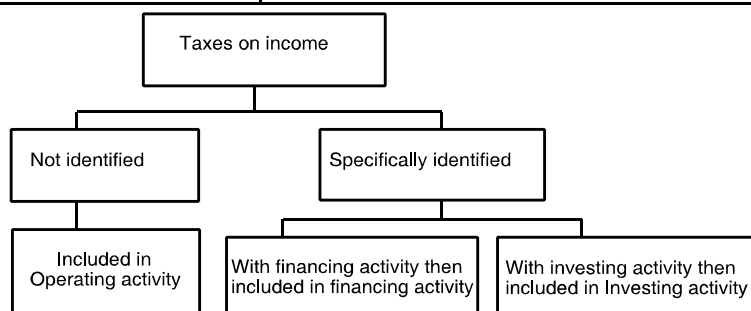 Taxes on income
Not identified
Specifically identified
Included in
Operating activity
With financing activity then
included in financing activity
With investing activity then
included in Investing activity